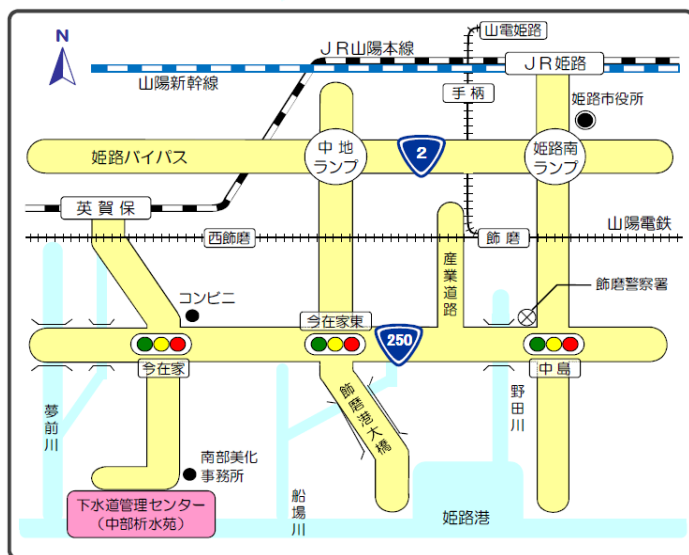 N
山陽新幹線
JR山陽本線
山電姫路
JR姫路
手柄
姫路市役所
姫路バイパス
中地
ランプ
2
姫路南
ランプ
英賀保
西飾磨
飾磨
山陽電鉄
産業道路
コンビニ
飾磨警察署
今在家東
250
今在家
中島
夢前川
飾磨港大橋
野田川
南部美化
事務所
下水道管理センター
（中部析水苑）
船場川
姫路港